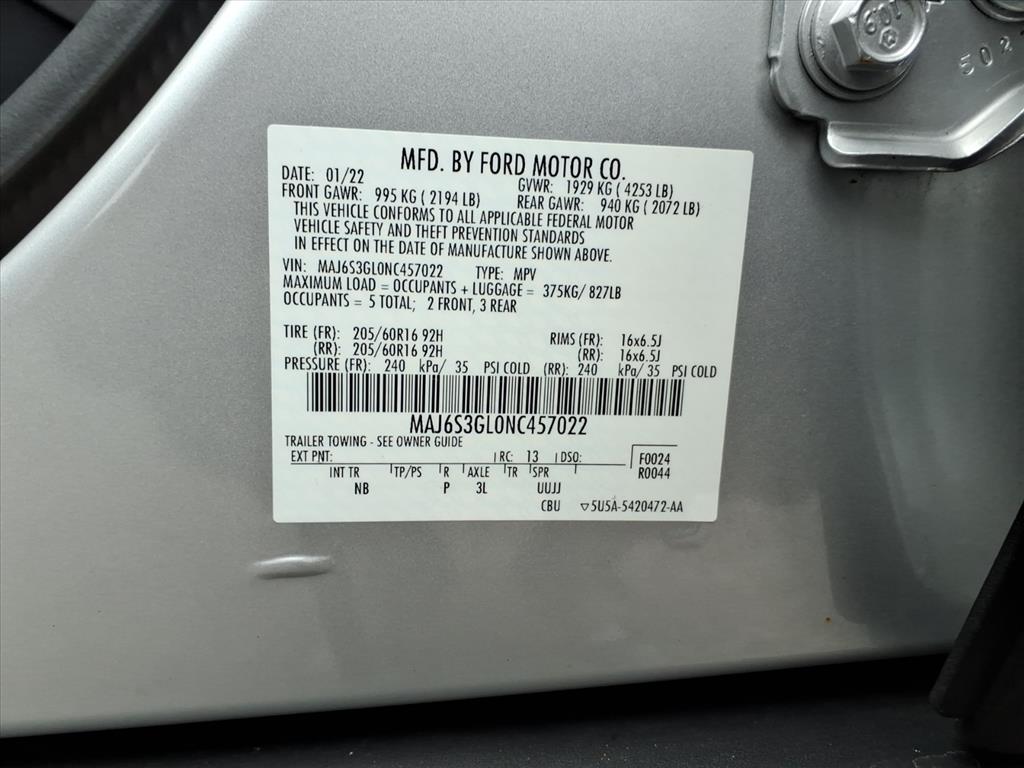 10.9
502
MFD. BY FORD MOTOR CO.
DATE: 01/22 GVWR: 1929 KG ( 4253 LB)
FRONT GAWR: 995 KG ( 2194 LB) REAR GAWR: 940 KG ( 2072 LB)
THIS VEHICLE CONFORMS TO ALL APPLICABLE FEDERAL MOTOR
VEHICLE SAFETY AND THEFT PREVENTION STANDARDS
IN EFFECT ON THE DATE OF MANUFACTURE SHOWN ABOVE.
VIN: MAJ6S3GL0NC457022 TYPE: MPV
MAXIMUM LOAD = OCCUPANTS + LUGGAGE = 375KG/ 827LB
OCCUPANTS = 5 TOTAL; 2 FRONT, 3 REAR
TIRE (FR): 205/60R16 92H RIMS (FR): 16x6.5J
(RR): 205/60R16 92H (RR): 16x6.5J
PRESSURE (FR): 240 kPa/ 35 PSI COLD (RR): 240 kPa/ 35 PSI COLD
MAJ6S3GL0NC457022
TRAILER TOWING - SEE OWNER GUIDE
EXT PNT: RC: 13 DSO: F0024
INT TR TP/PS R AXLE TR SPR R0044
NB P 3L UUJJ
CBU ▽5U5A-5420472-AA